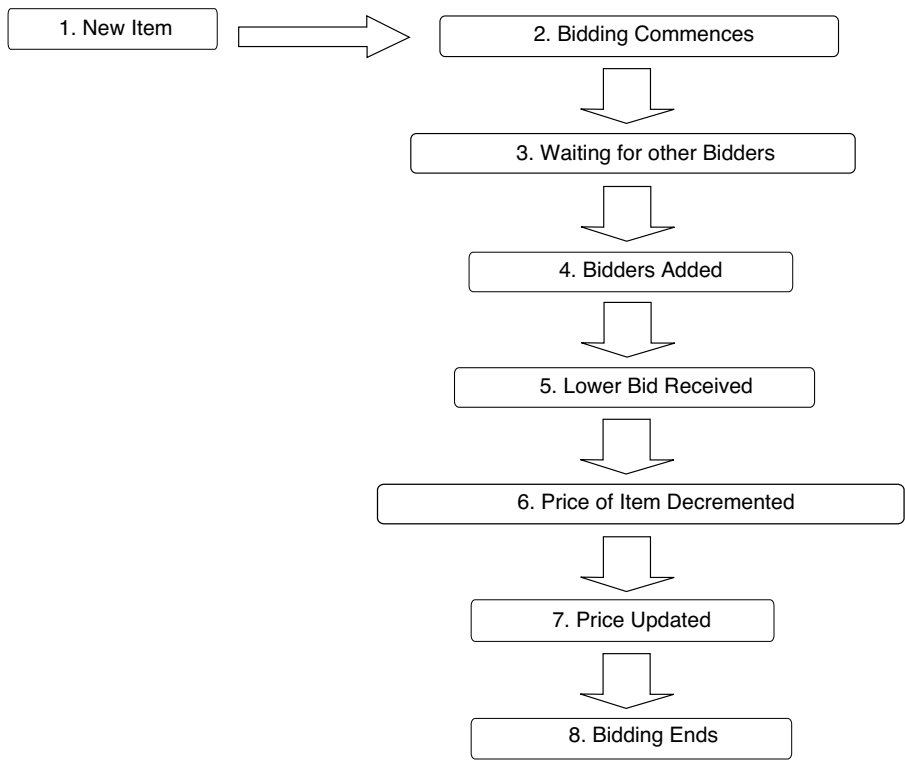 1. New Item
2. Bidding Commences
3. Waiting for other Bidders
4. Bidders Added
5. Lower Bid Received
6. Price of Item Decremented
7. Price Updated
8. Bidding Ends